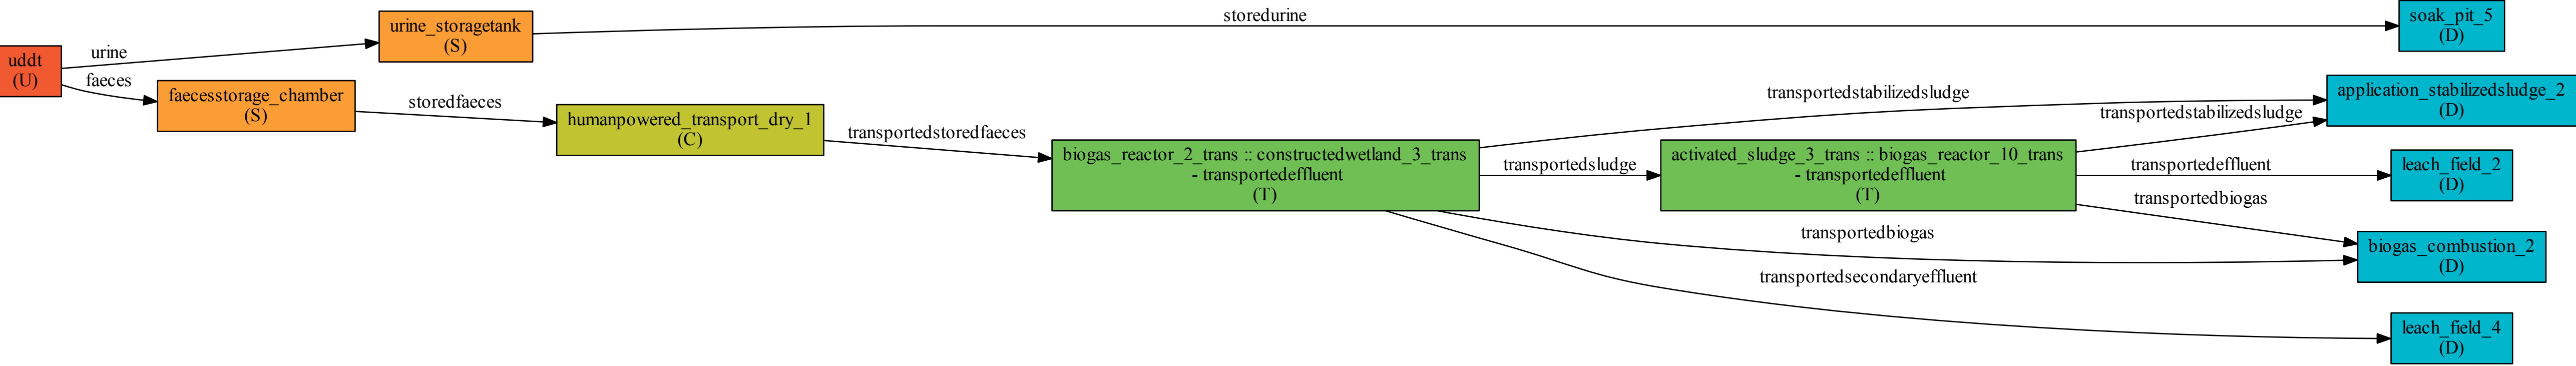 uddt
(U)
urine
faeces
urine_storagetank
(S)
faecesstorage_chamber
(S)
storedurine
storedfaeces
humanpowered_transport_dry_1
(C)
transportedstoredfaeces
biogas_reactor_2_trans :: constructedwetland_3_trans
- transportedeffluent
(T)
transportedsludge
transportedstabilizedsludge
activated_sludge_3_trans :: biogas_reactor_10_trans
- transportedeffluent
(T)
transportedbiogas
transportedsecondaryeffluent
transportedstabilizedsludge
transportedeffluent
transportedbiogas
soak_pit_5
(D)
application_stabilizedsludge_2
(D)
leach_field_2
(D)
biogas_combustion_2
(D)
leach_field_4
(D)